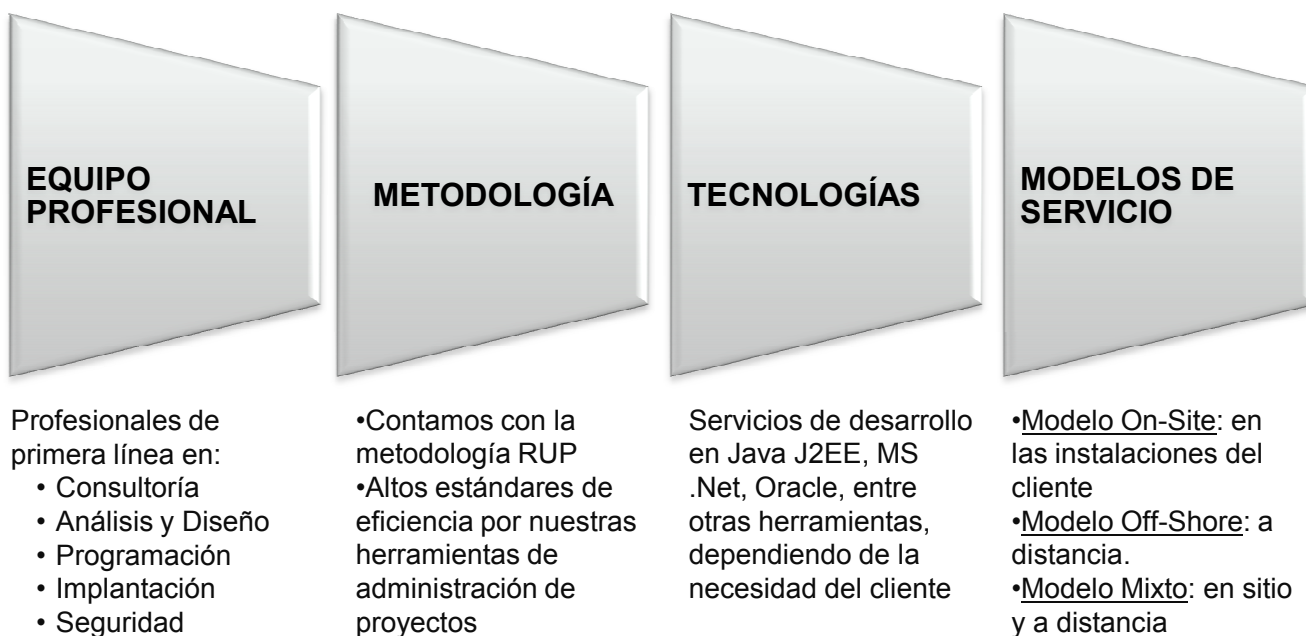 EQUIPO
PROFESIONAL
METODOLOGÍA
TECNOLOGÍAS
MODELOS DE
SERVICIO
Profesionales de
primera línea en:
• Consultoría
• Análisis y Diseño
• Programación
• Implantación
• Seguridad
•Contamos con la
metodología RUP
•Altos estándares de
eficiencia por nuestras
herramientas de
administración de
proyectos
Servicios de desarrollo
en Java J2EE, MS
.Net, Oracle, entre
otras herramientas,
dependiendo de la
necesidad del cliente
•Modelo On-Site: en
las instalaciones del
cliente
•Modelo Off-Shore: a
distancia.
•Modelo Mixto: en sitio
y a distancia